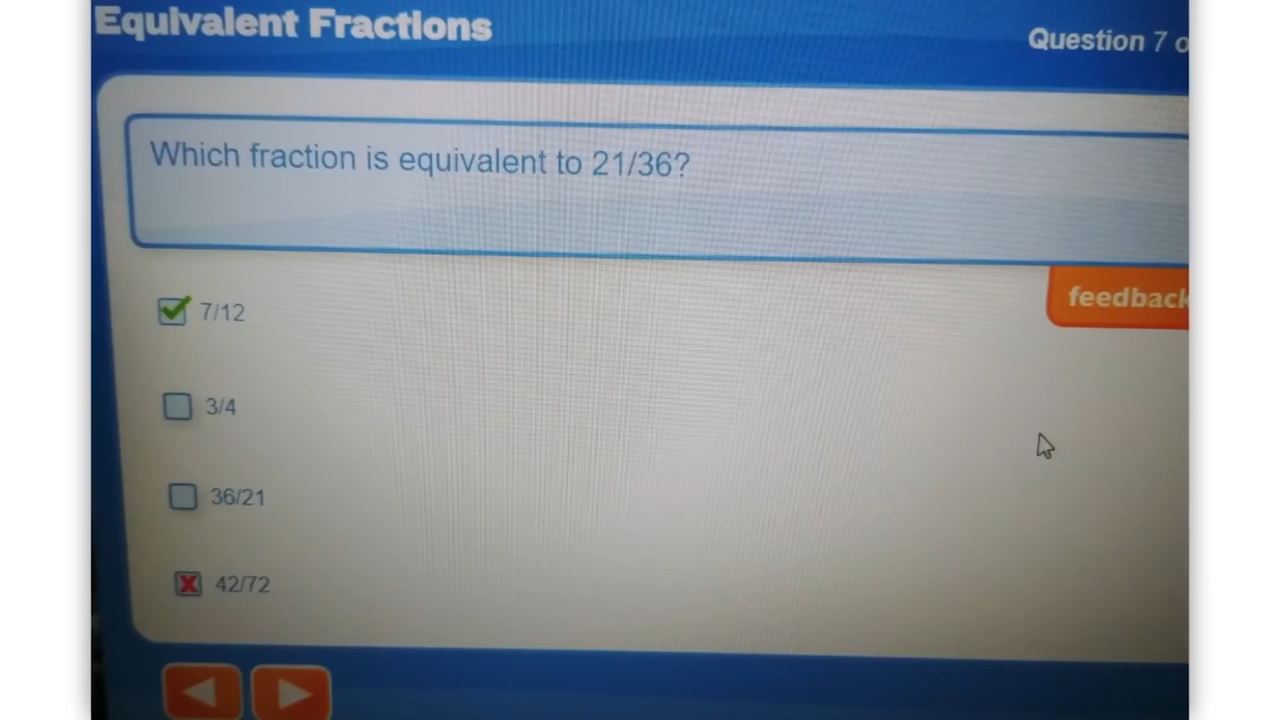 Equivalent Fractions
Question 7
Which fraction is equivalent to 21/36?
feedback
7/12
3/4
36/21
42/72